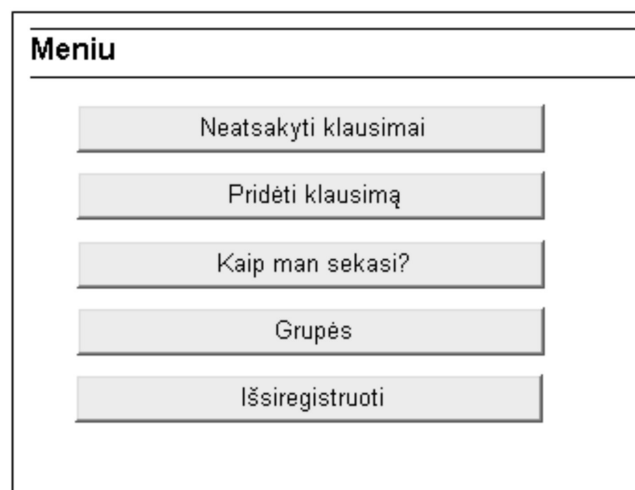 Meniu
Neatsakyti klausimai
Pridėti klausimą
Kaip man sekasi?
Grupės
Išsiregistruoti